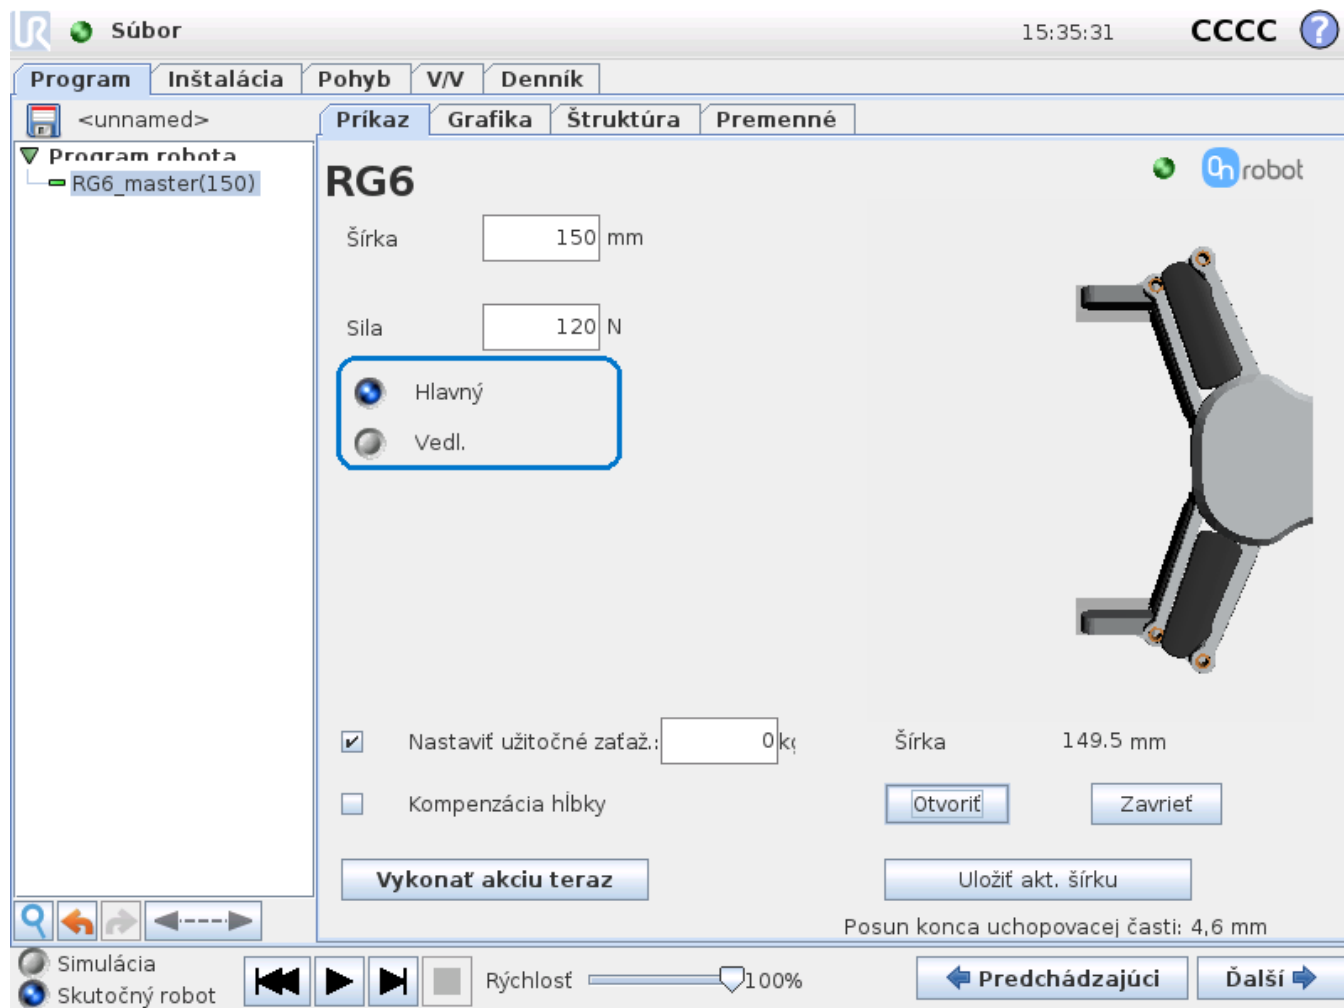 Súbor 15:35:31 CCCC ?
Program Inštalácia Pohyb V/V Denník
<unnamed> Príkaz Grafika Štruktúra Premenné
Program robota
RG6_master(150)
RG6
On robot
Šírka 150 mm
Sila 120 N
Hlavný
Vedl.
Nastaviť užitočné zaťaž.: 0 kg Šírka 149.5 mm
Kompenzácia hĺbky Otvoriť Zavrieť
Vykonať akciu teraz Uložiť akt. šírku
Posun konca uchopovacej časti: 4,6 mm
Simulácia
Skutočný robot
Rýchlosť 100% Predchádzajúci Ďalší